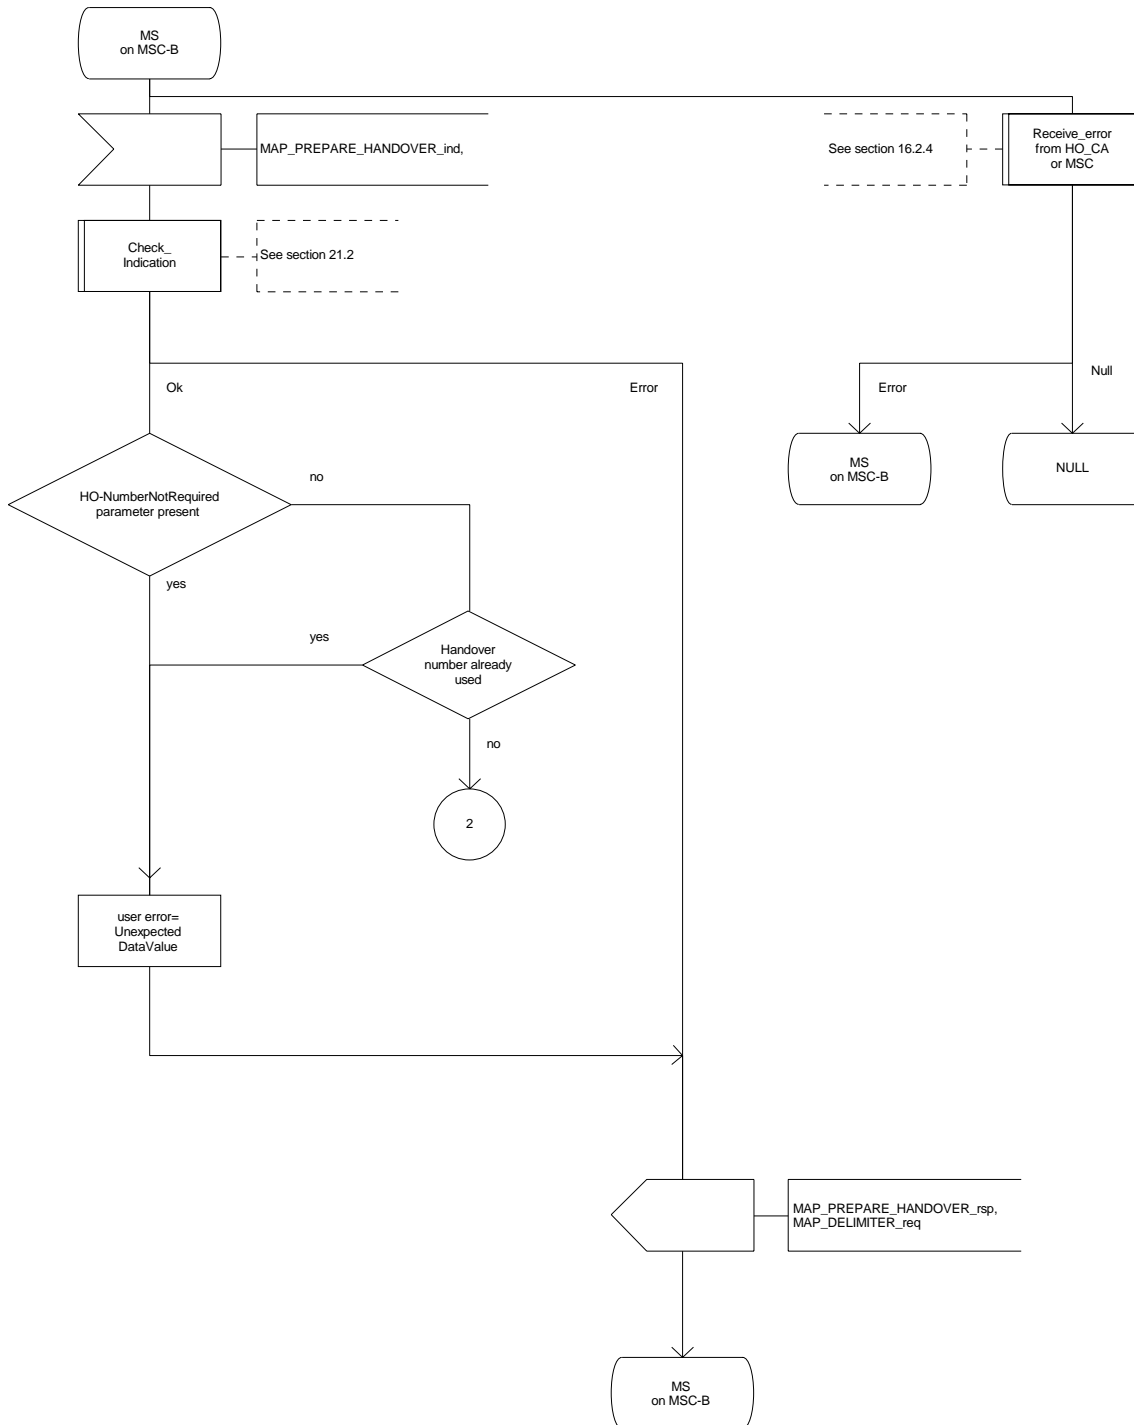 MS
on MSC-B
MAP_PREPARE_HANDOVER_ind,
See section 16.2.4
Receive_error
from HO_CA
or MSC
Check_
Indication
See section 21.2
Ok
Error
Error
Null
MS
on MSC-B
NULL
HO-NumberNotRequired
parameter present
no
yes
yes
Handover
number already
used
no
2
user error=
Unexpected
DataValue
MAP_PREPARE_HANDOVER_rsp,
MAP_DELIMITER_req
MS
on MSC-B